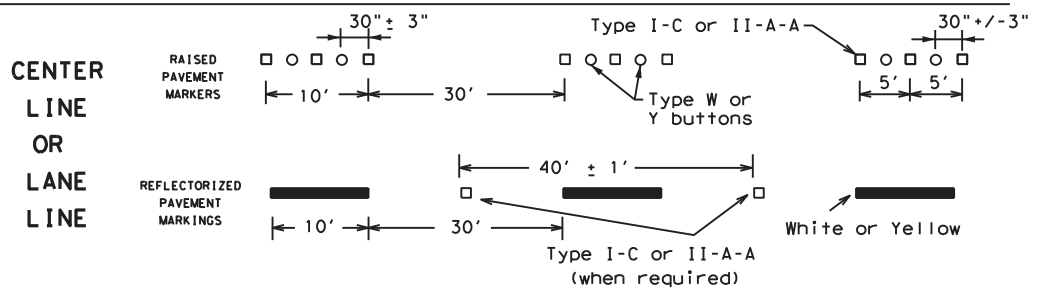 CENTER
LINE
OR
LANE
LINE
RAISED
PAVEMENT
MARKERS
30"± 3"
10'
30'
Type I-C or II-A-A
Type W or
Y buttons
30"+/-3"
5'
5'
REFLECTORIZED
PAVEMENT
MARKINGS
40' ± 1'
10'
30'
Type I-C or II-A-A
(when required)
White or Yellow